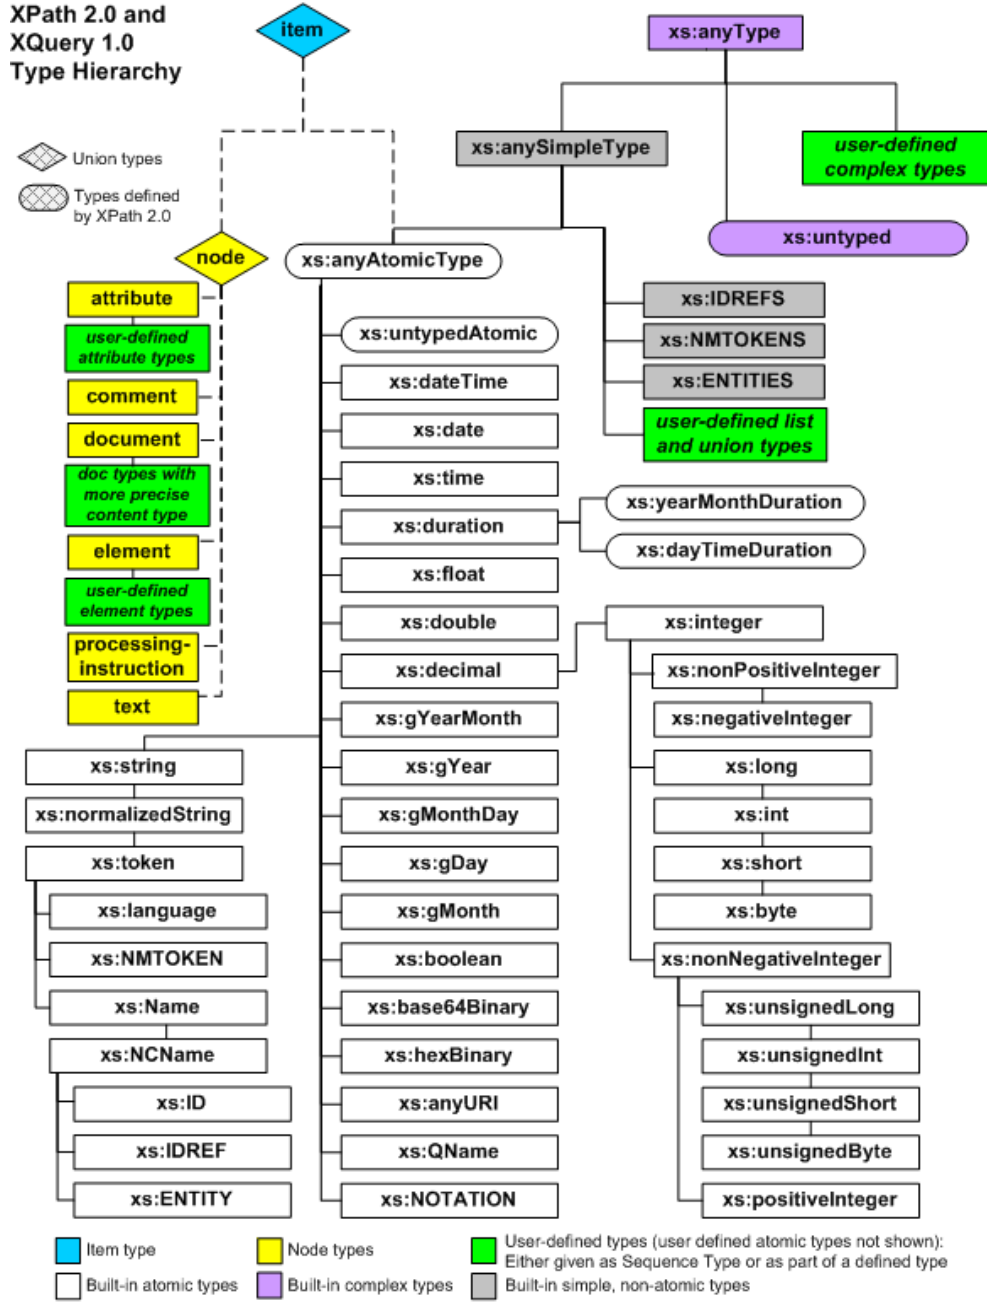 XPath 2.0 and
XQuery 1.0
Type Hierarchy
item
xs:anyType
Union types
Types defined
by XPath 2.0
xs:anySimpleType
user-defined
complex types
xs:untyped
node
xs:anyAtomicType
attribute
user-defined
attribute types
comment
document
doc types with
more precise
content type
element
user-defined
element types
processing-
instruction
text
xs:IDREFS
xs:NMTOKENS
xs:ENTITIES
user-defined list
and union types
xs:untypedAtomic
xs:dateTime
xs:date
xs:time
xs:duration
xs:yearMonthDuration
xs:dayTimeDuration
xs:float
xs:double
xs:decimal
xs:gYearMonth
xs:gYear
xs:gMonthDay
xs:gDay
xs:gMonth
xs:boolean
xs:base64Binary
xs:hexBinary
xs:anyURI
xs:QName
xs:NOTATION
xs:integer
xs:nonPositiveInteger
xs:negativeInteger
xs:long
xs:int
xs:short
xs:byte
xs:nonNegativeInteger
xs:unsignedLong
xs:unsignedInt
xs:unsignedShort
xs:unsignedByte
xs:positiveInteger
xs:string
xs:normalizedString
xs:token
xs:language
xs:NMTOKEN
xs:Name
xs:NCName
xs:ID
xs:IDREF
xs:ENTITY
Item type
Node types
User-defined types (user defined atomic types not shown):
Either given as Sequence Type or as part of a defined type
Built-in atomic types
Built-in complex types
Built-in simple, non-atomic types